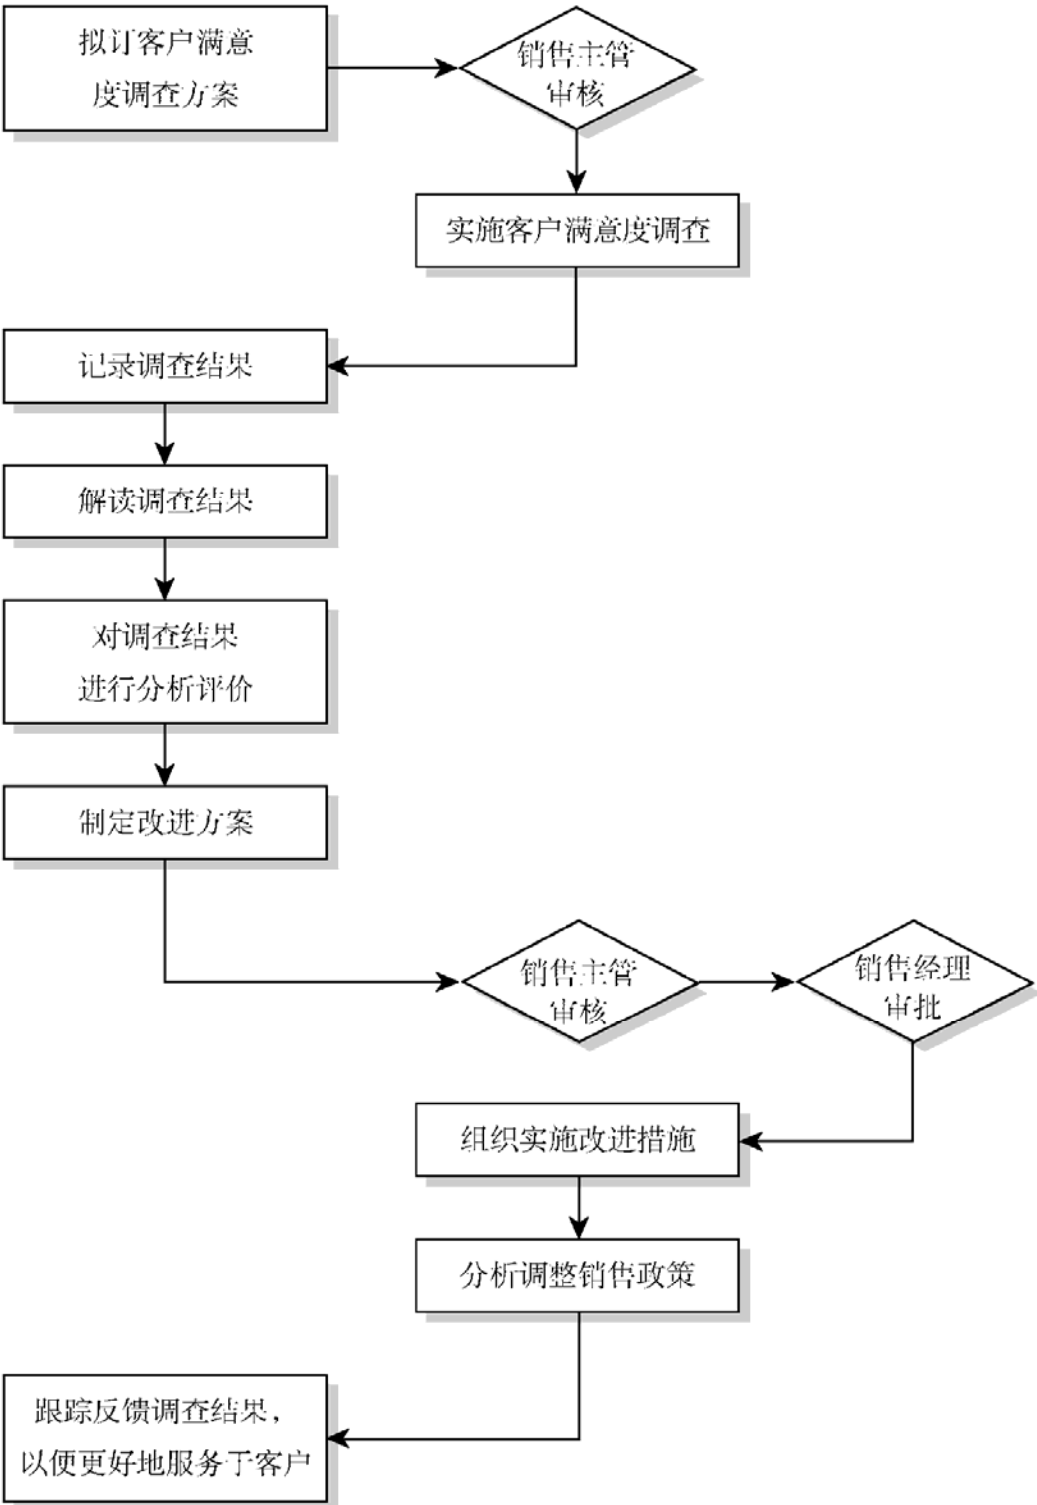 拟订客户满意
度调查方案
销售主管
审核
实施客户满意度调查
记录调查结果
解读调查结果
对调查结果
进行分析评价
制定改进方案
销售主管
审核
销售经理
审批
组织实施改进措施
分析调整销售政策
跟踪反馈调查结果，
以便更好地服务于客户